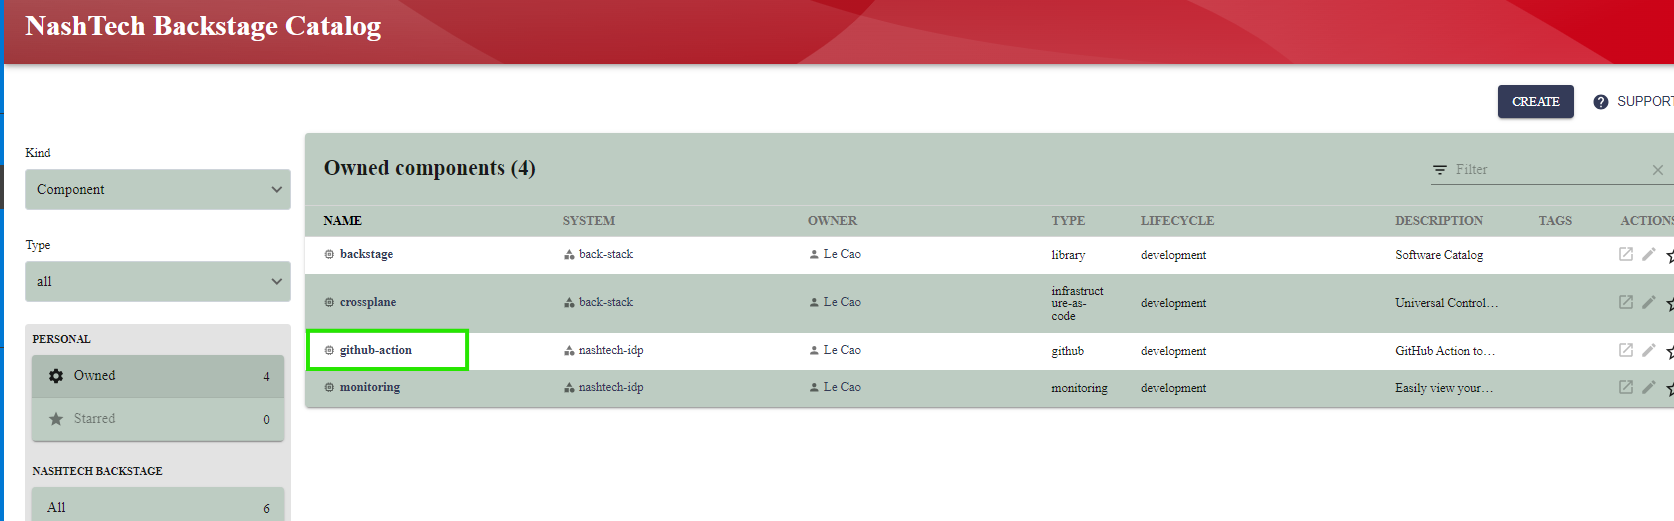 NashTech Backstage Catalog
CREATE
SUPPORT
Kind
Component
Type
all
PERSONAL
Owned 4
Starred 0
NASHTECH BACKSTAGE
All 6
Owned components (4)
Filter
NAME SYSTEM OWNER TYPE LIFECYCLE DESCRIPTION TAGS ACTIONS
backstage back-stack Le Cao library development Software Catalog
crossplane back-stack Le Cao infrastruct
ure-as-
code development Universal Control...
github-action nashtech-idp Le Cao github development GitHub Action to...
monitoring nashtech-idp Le Cao monitoring development Easily view your...